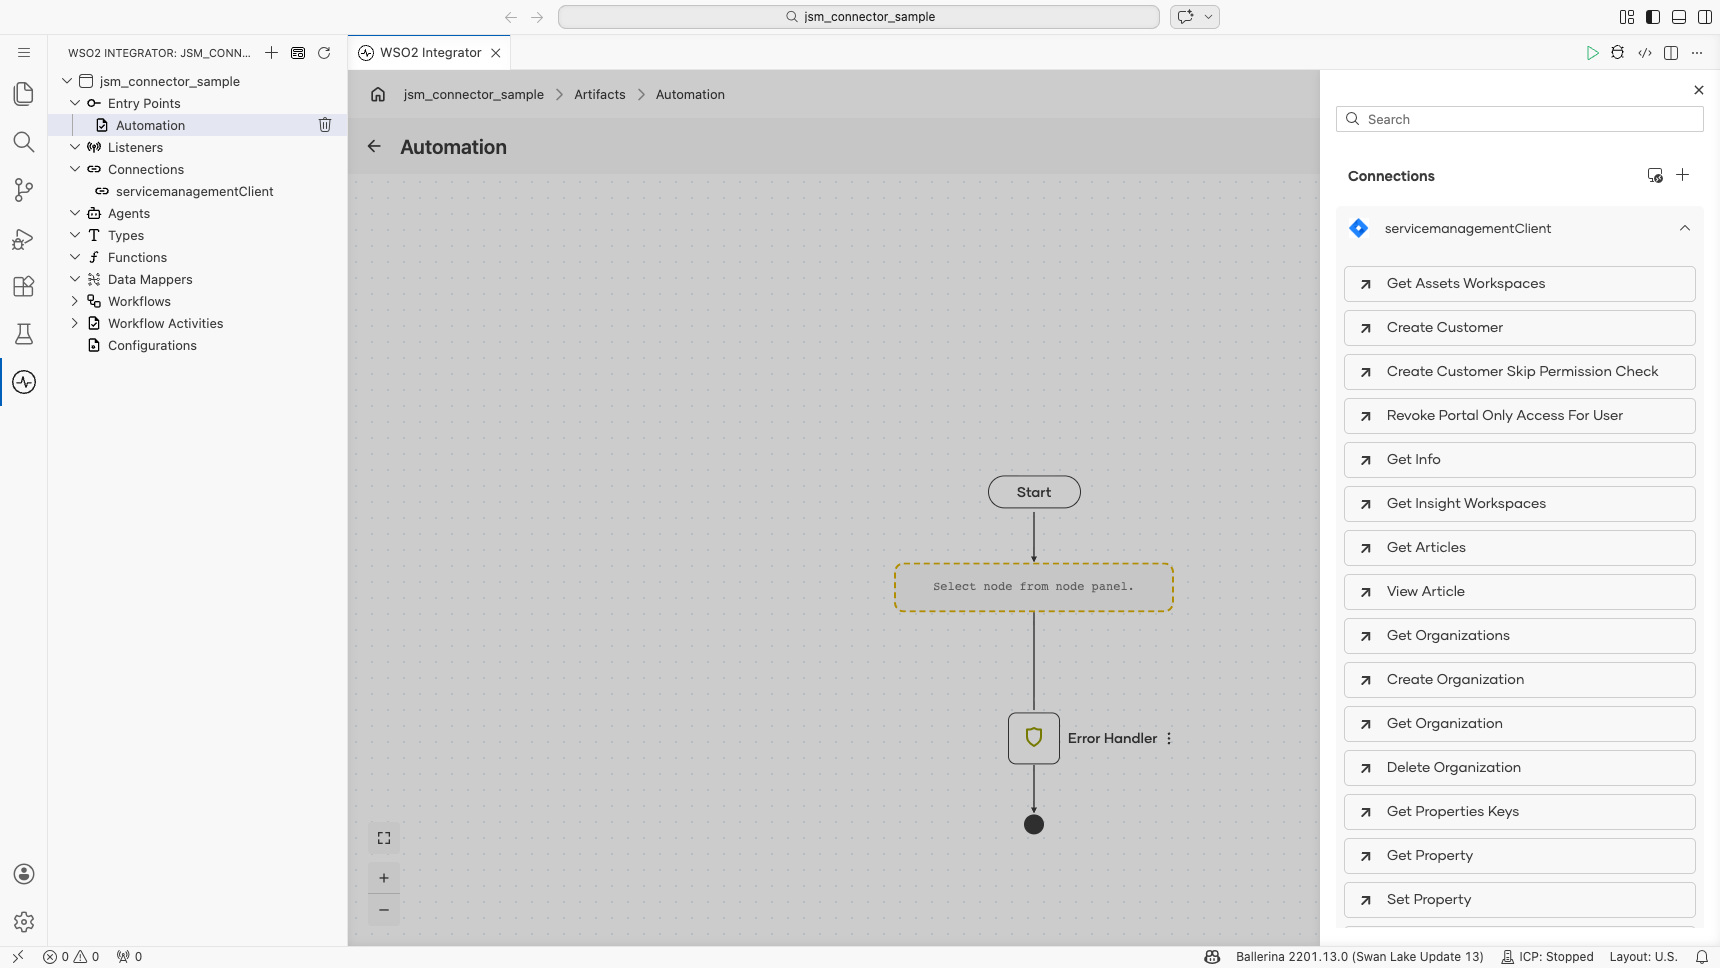 jsm_connector_sample
WSO2 INTEGRATOR: JSM_CONN...
jsm_connector_sample
Entry Points
Automation
Listeners
Connections
servicemanagementClient
Agents
Types
Functions
Data Mappers
Workflows
Workflow Activities
Configurations
WSO2 Integrator
jsm_connector_sample
Artifacts
Automation
Automation
Start
Select node from node panel.
Error Handler
Search
Connections
servicemanagementClient
Get Assets Workspaces
Create Customer
Create Customer Skip Permission Check
Revoke Portal Only Access For User
Get Info
Get Insight Workspaces
Get Articles
View Article
Get Organizations
Create Organization
Get Organization
Delete Organization
Get Properties Keys
Get Property
Set Property
0 0 0
Ballerina 2201.13.0 (Swan Lake Update 13)
ICP: Stopped
Layout: U.S.